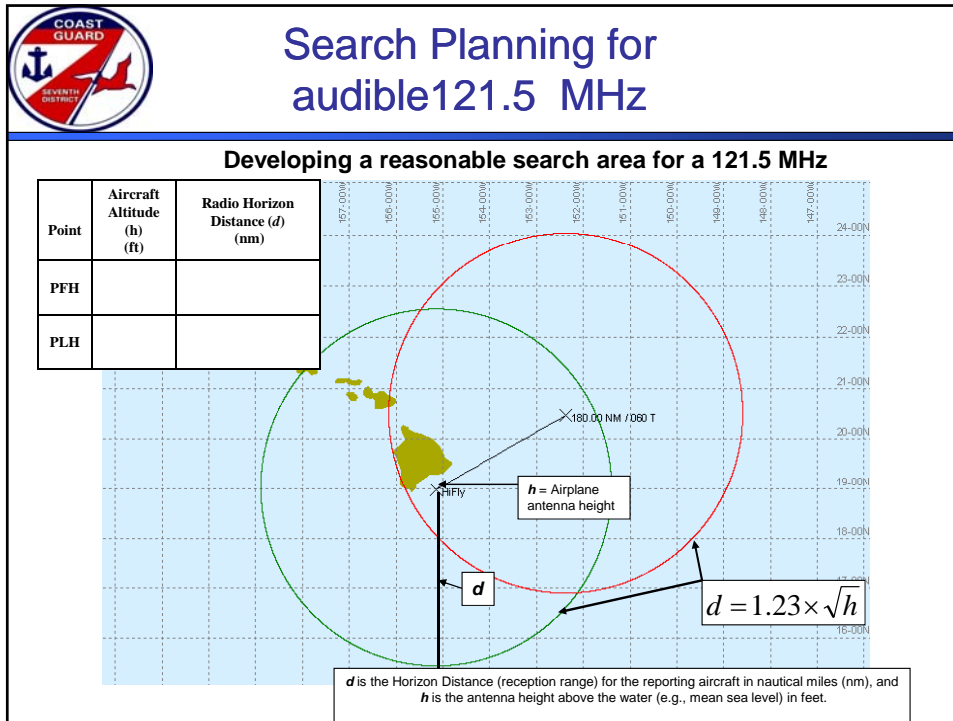 COAST
GUARD
SEVENTH
DISTRICT
Search Planning for
audible121.5 MHz
Developing a reasonable search area for a 121.5 MHz
Point
Aircraft
Altitude
(h)
(ft)
Radio Horizon
Distance (d)
(nm)
PFH
PLH
157-00W
156-00W
155-00W
154-00W
153-00W
152-00W
151-00W
150-00W
149-00W
148-00W
147-00W
24-00N
23-00N
22-00N
21-00N
20-00N
19-00N
18-00N
17-00N
16-00N
180.00 NM / 060 T
HiFly
h = Airplane
antenna height
d
d = 1.23 × √h
d is the Horizon Distance (reception range) for the reporting aircraft in nautical miles (nm), and
h is the antenna height above the water (e.g., mean sea level) in feet.